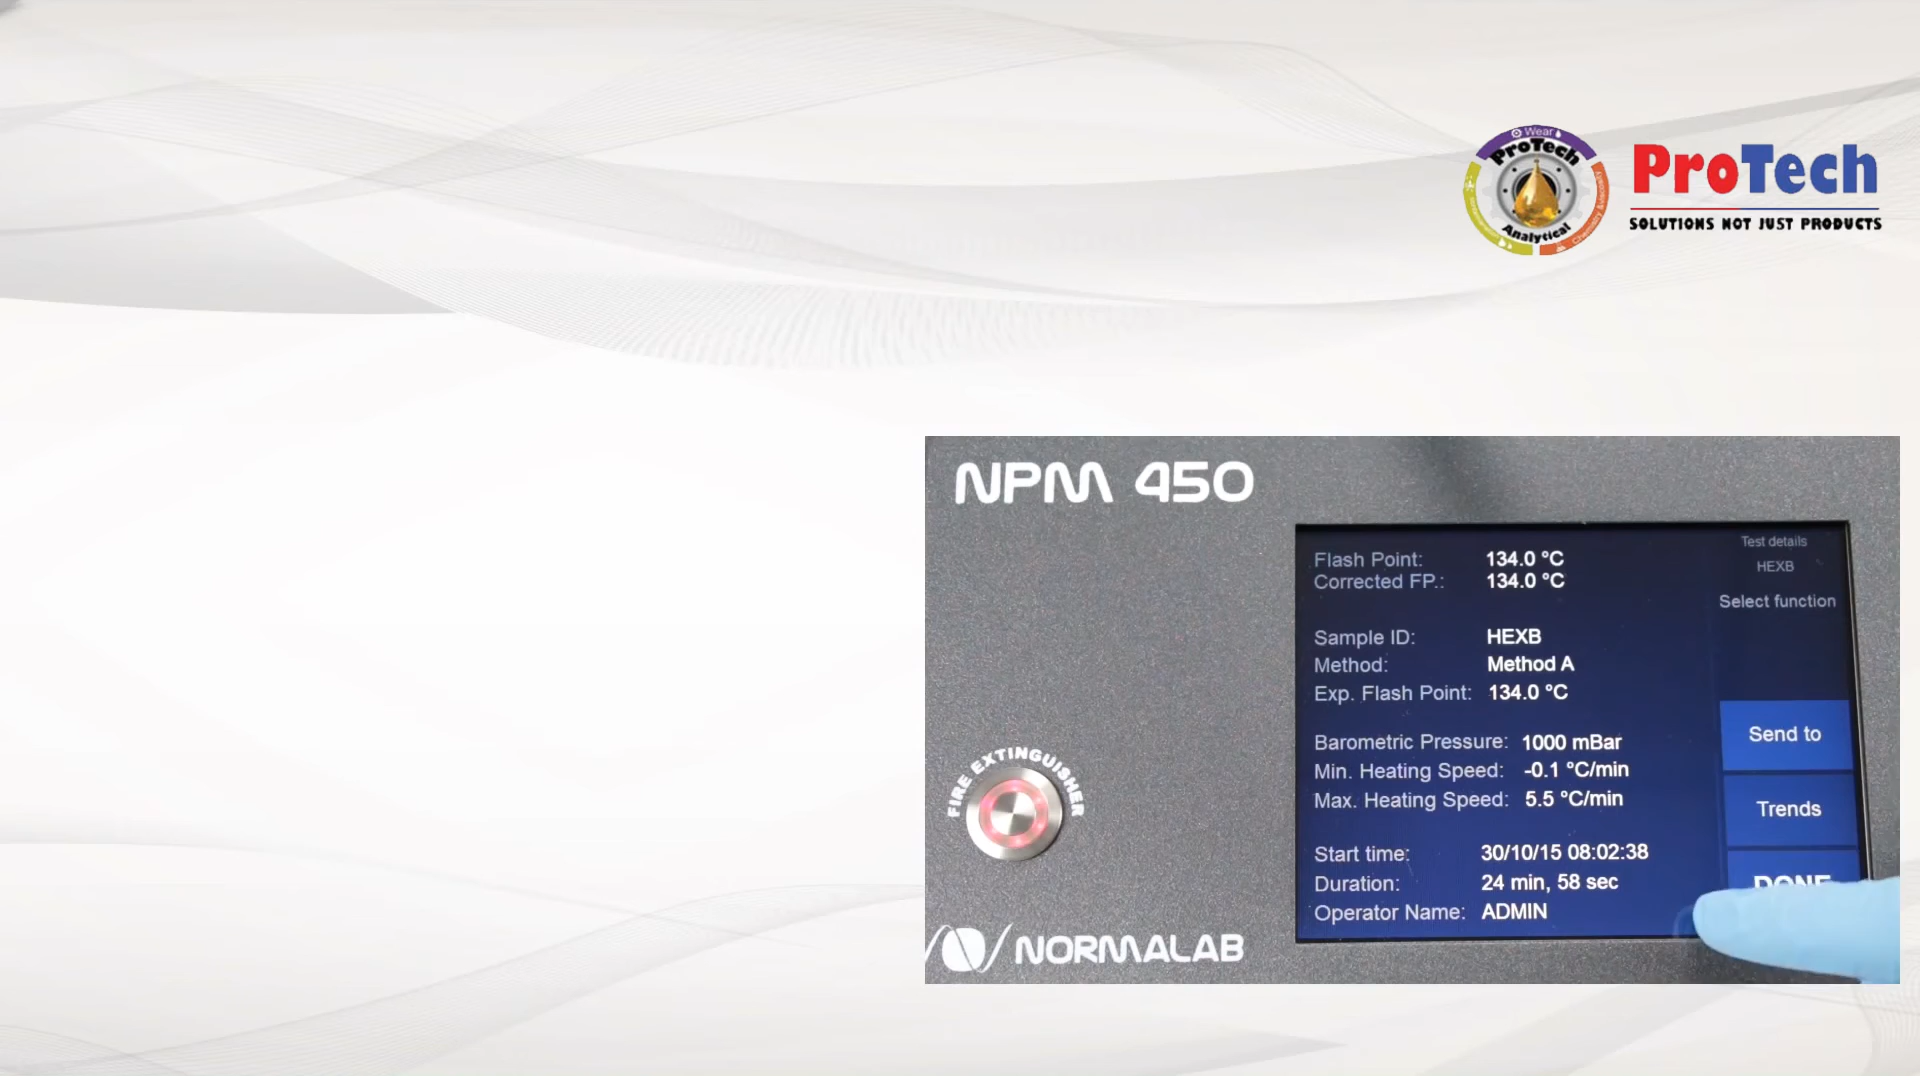 Wear
ProTech
Analytical
ProTech
SOLUTIONS NOT JUST PRODUCTS
NPM 450
FIRE EXTINGUISHER
NORMALAB
Flash Point: 134.0 °C
Corrected FP.: 134.0 °C
Sample ID: HEXB
Method: Method A
Exp. Flash Point: 134.0 °C
Barometric Pressure: 1000 mBar
Min. Heating Speed: -0.1 °C/min
Max. Heating Speed: 5.5 °C/min
Start time: 30/10/15 08:02:38
Duration: 24 min, 58 sec
Operator Name: ADMIN
Test details
HEXB
Select function
Send to
Trends
DONE